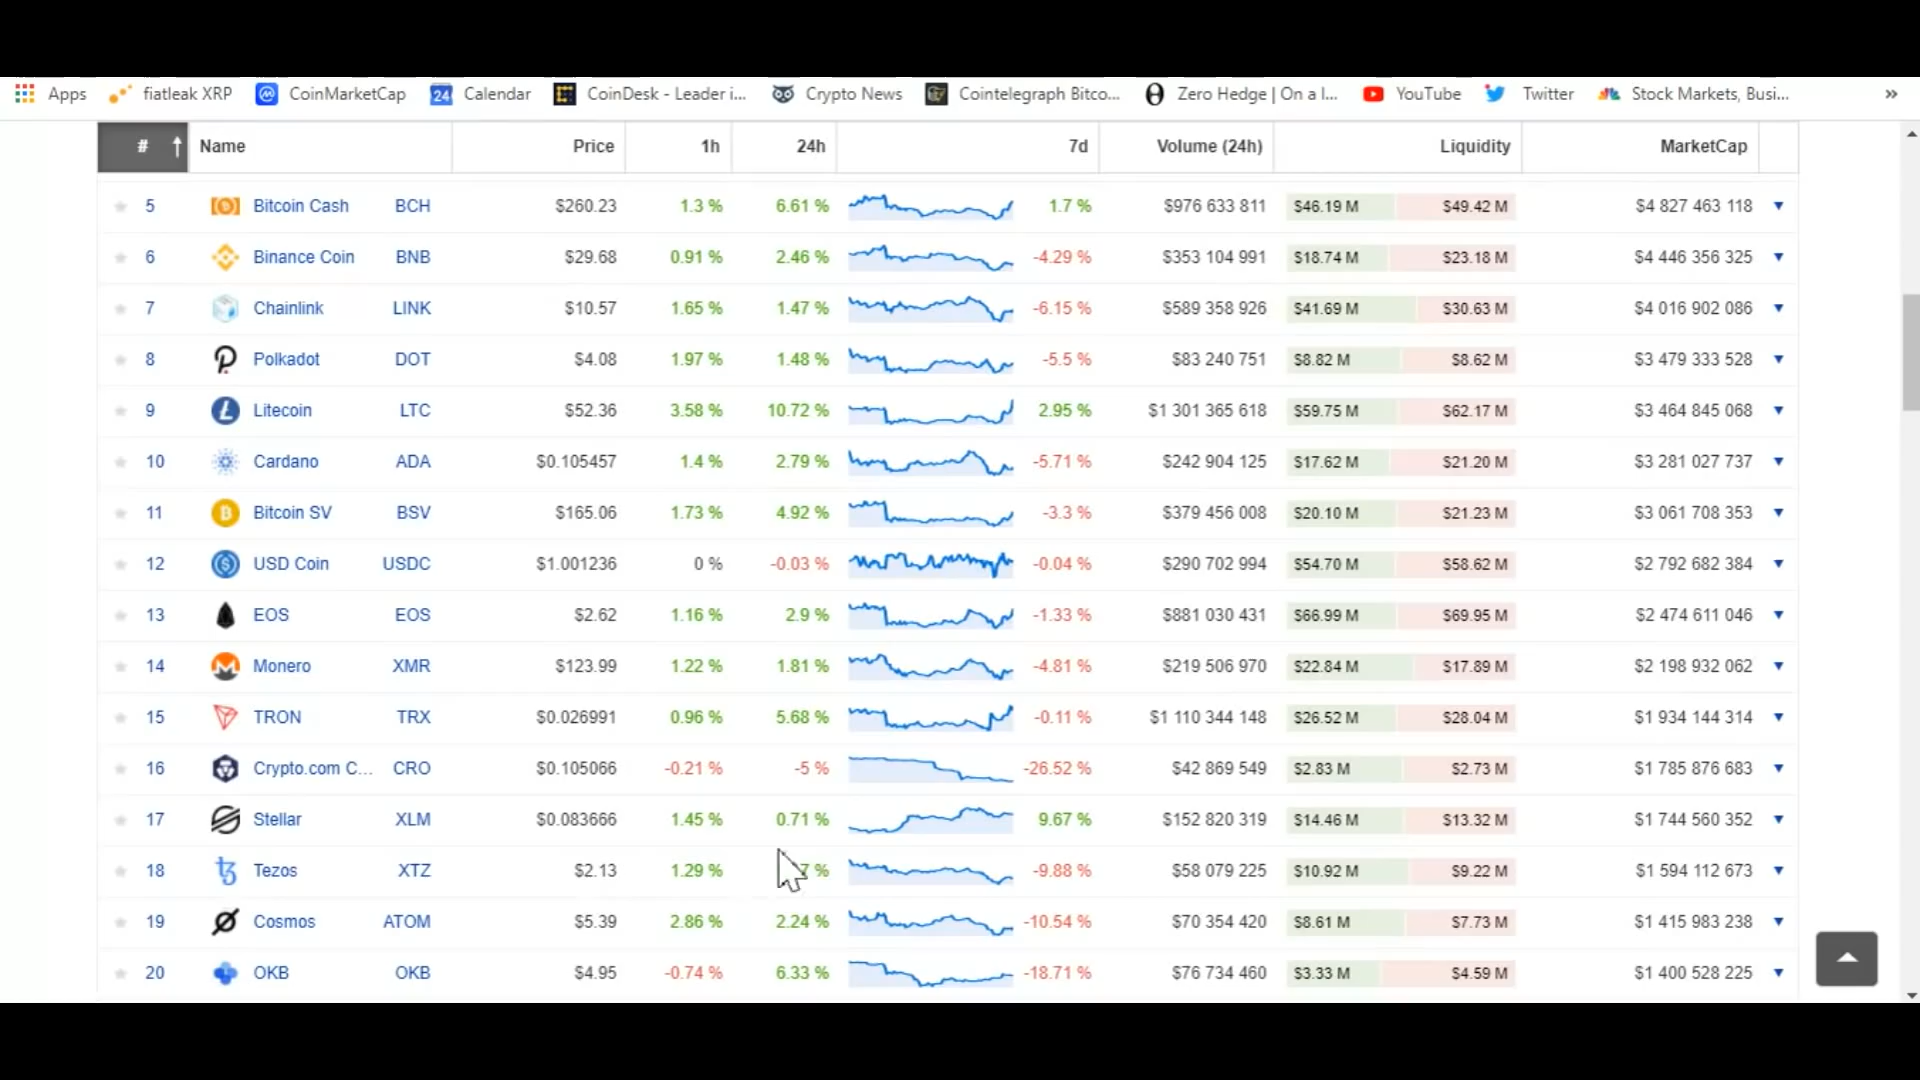 Apps fiatleak XRP CoinMarketCap 24 Calendar CoinDesk - Leader i... Crypto News Cointelegraph Bitco... Zero Hedge | On a l... YouTube Twitter Stock Markets, Busi... »
# ↑ Name Price 1h 24h 7d Volume (24h) Liquidity MarketCap
5 Bitcoin Cash BCH $260.23 1.3 % 6.61 % 1.7 % $976 633 811 $46.19 M $49.42 M $4 827 463 118
6 Binance Coin BNB $29.68 0.91 % 2.46 % -4.29 % $353 104 991 $18.74 M $23.18 M $4 446 356 325
7 Chainlink LINK $10.57 1.65 % 1.47 % -6.15 % $589 358 926 $41.69 M $30.63 M $4 016 902 086
8 Polkadot DOT $4.08 1.97 % 1.48 % -5.5 % $83 240 751 $8.82 M $8.62 M $3 479 333 528
9 Litecoin LTC $52.36 3.58 % 10.72 % 2.95 % $1 301 365 618 $59.75 M $62.17 M $3 464 845 068
10 Cardano ADA $0.105457 1.4 % 2.79 % -5.71 % $242 904 125 $17.62 M $21.20 M $3 281 027 737
11 Bitcoin SV BSV $165.06 1.73 % 4.92 % -3.3 % $379 456 008 $20.10 M $21.23 M $3 061 708 353
12 USD Coin USDC $1.001236 0 % -0.03 % -0.04 % $290 702 994 $54.70 M $58.62 M $2 792 682 384
13 EOS EOS $2.62 1.16 % 2.9 % -1.33 % $881 030 431 $66.99 M $69.95 M $2 474 611 046
14 Monero XMR $123.99 1.22 % 1.81 % -4.81 % $219 506 970 $22.84 M $17.89 M $2 198 932 062
15 TRON TRX $0.026991 0.96 % 5.68 % -0.11 % $1 110 344 148 $26.52 M $28.04 M $1 934 144 314
16 Crypto.com C... CRO $0.105066 -0.21 % -5 % -26.52 % $42 869 549 $2.83 M $2.73 M $1 785 876 683
17 Stellar XLM $0.083666 1.45 % 0.71 % 9.67 % $152 820 319 $14.46 M $13.32 M $1 744 560 352
18 Tezos XTZ $2.13 1.29 % % -9.88 % $58 079 225 $10.92 M $9.22 M $1 594 112 673
19 Cosmos ATOM $5.39 2.86 % 2.24 % -10.54 % $70 354 420 $8.61 M $7.73 M $1 415 983 238
20 OKB OKB $4.95 -0.74 % 6.33 % -18.71 % $76 734 460 $3.33 M $4.59 M $1 400 528 225